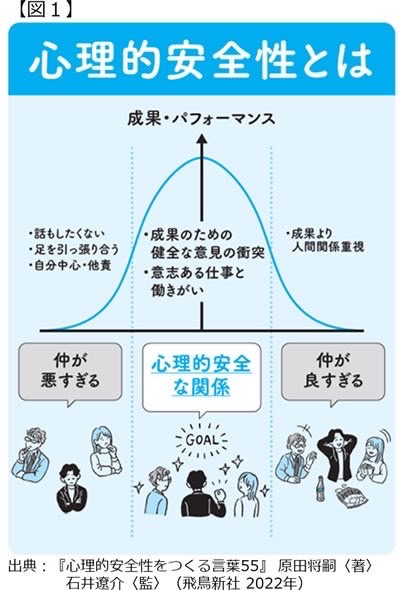 【図１】
心理的安全性とは
成果・パフォーマンス
・話もしたくない
・足を引っ張り合う
・自分中心・他責
・成果のための
健全な意見の衝突
・意志ある仕事と
働きがい
・成果より
人間関係重視
仲が
悪すぎる
心理的安全
な関係
仲が
良すぎる
GOAL
出典：『心理的安全性をつくる言葉55』 原田将嗣〈著〉
石井遼介〈監〉（飛鳥新社 2022年）